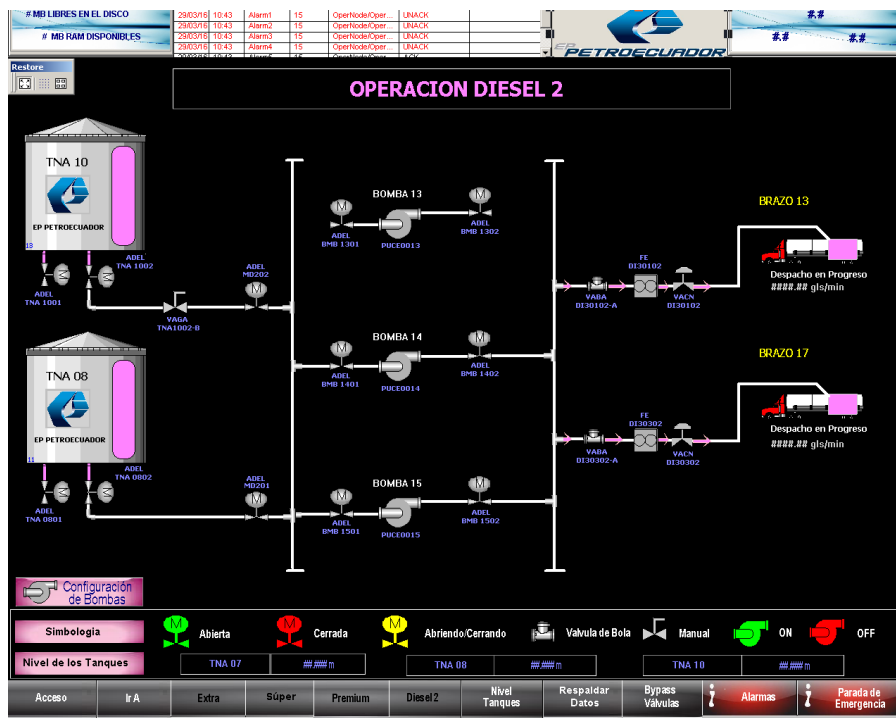 # MB LIBRES EN EL DISCO
# MB RAM DISPONIBLES
29/03/16 10:43 Alarm1 15 OperNode/Oper... UNACK
29/03/16 10:43 Alarm2 15 OperNode/Oper... UNACK
29/03/16 10:43 Alarm3 15 OperNode/Oper... UNACK
29/03/16 10:43 Alarm4 15 OperNode/Oper... UNACK
EP PETROECUADOR
#.#
#.# #.#
Restore
OPERACION DIESEL 2
TNA 10
EP PETROECUADOR
13
ADEL
TNA 1002
ADEL
TNA 1001
VAGA
TNA1002-B
ADEL
MD202
TNA 08
EP PETROECUADOR
11
ADEL
TNA 0802
ADEL
TNA 0801
ADEL
MD201
BOMBA 13
M
M
ADEL
BMB 1301
PUCE0013
ADEL
BMB 1302
BOMBA 14
M
M
ADEL
BMB 1401
PUCE0014
ADEL
BMB 1402
BOMBA 15
M
M
ADEL
BMB 1501
PUCE0015
ADEL
BMB 1502
BRAZO 13
FE
DI30102
VABA
DI30102-A
VACN
DI30102
Despacho en Progreso
####.## gls/min
BRAZO 17
FE
DI30302
VABA
DI30302-A
VACN
DI30302
Despacho en Progreso
####.## gls/min
Configuración
de Bombas
Simbologia
M Abierta M Cerrada M Abriendo/Cerrando Valvula de Bola Manual ON OFF
Nivel de los Tanques
TNA 07 ##.###m TNA 08 ##.###m TNA 10 ##.###m
Acceso Ir A Extra Súper Premium Diesel 2 Nivel Tanques Respaldar Datos Bypass Válvulas Alarmas Parada de Emergencia